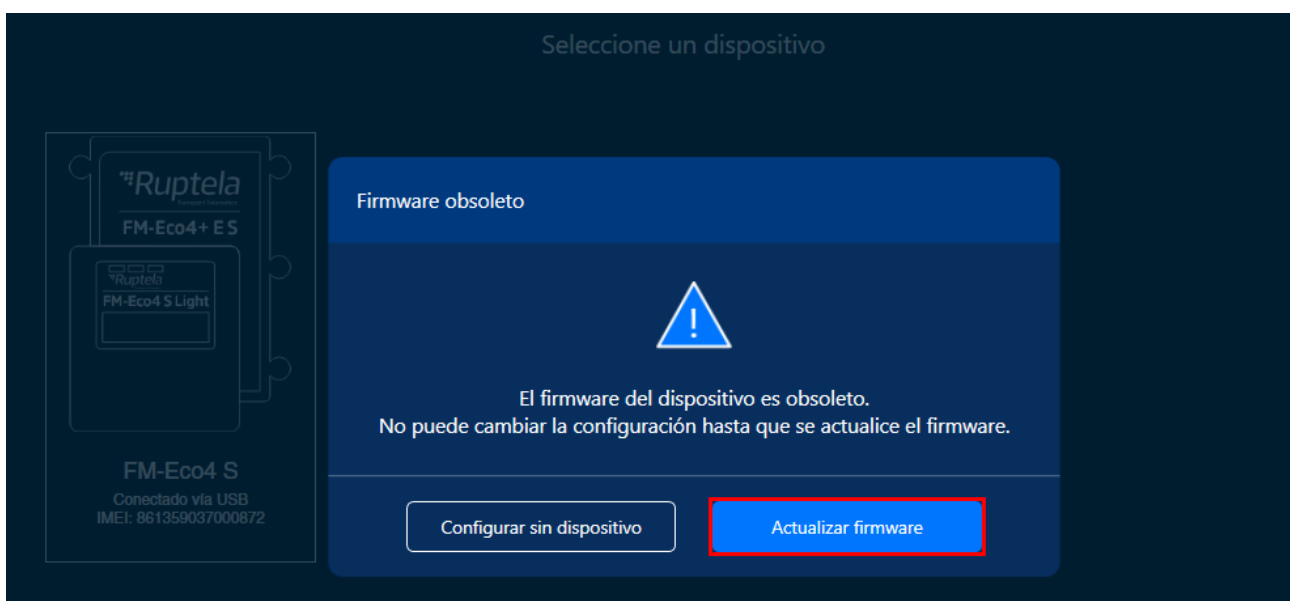 Seleccione un dispositivo
Ruptela
FM-Eco4+ E S
Ruptela
FM-Eco4 S Light
FM-Eco4 S
Conectado vía USB
IMEI: 861359037000872
Firmware obsoleto
!
El firmware del dispositivo es obsoleto.
No puede cambiar la configuración hasta que se actualice el firmware.
Configurar sin dispositivo
Actualizar firmware